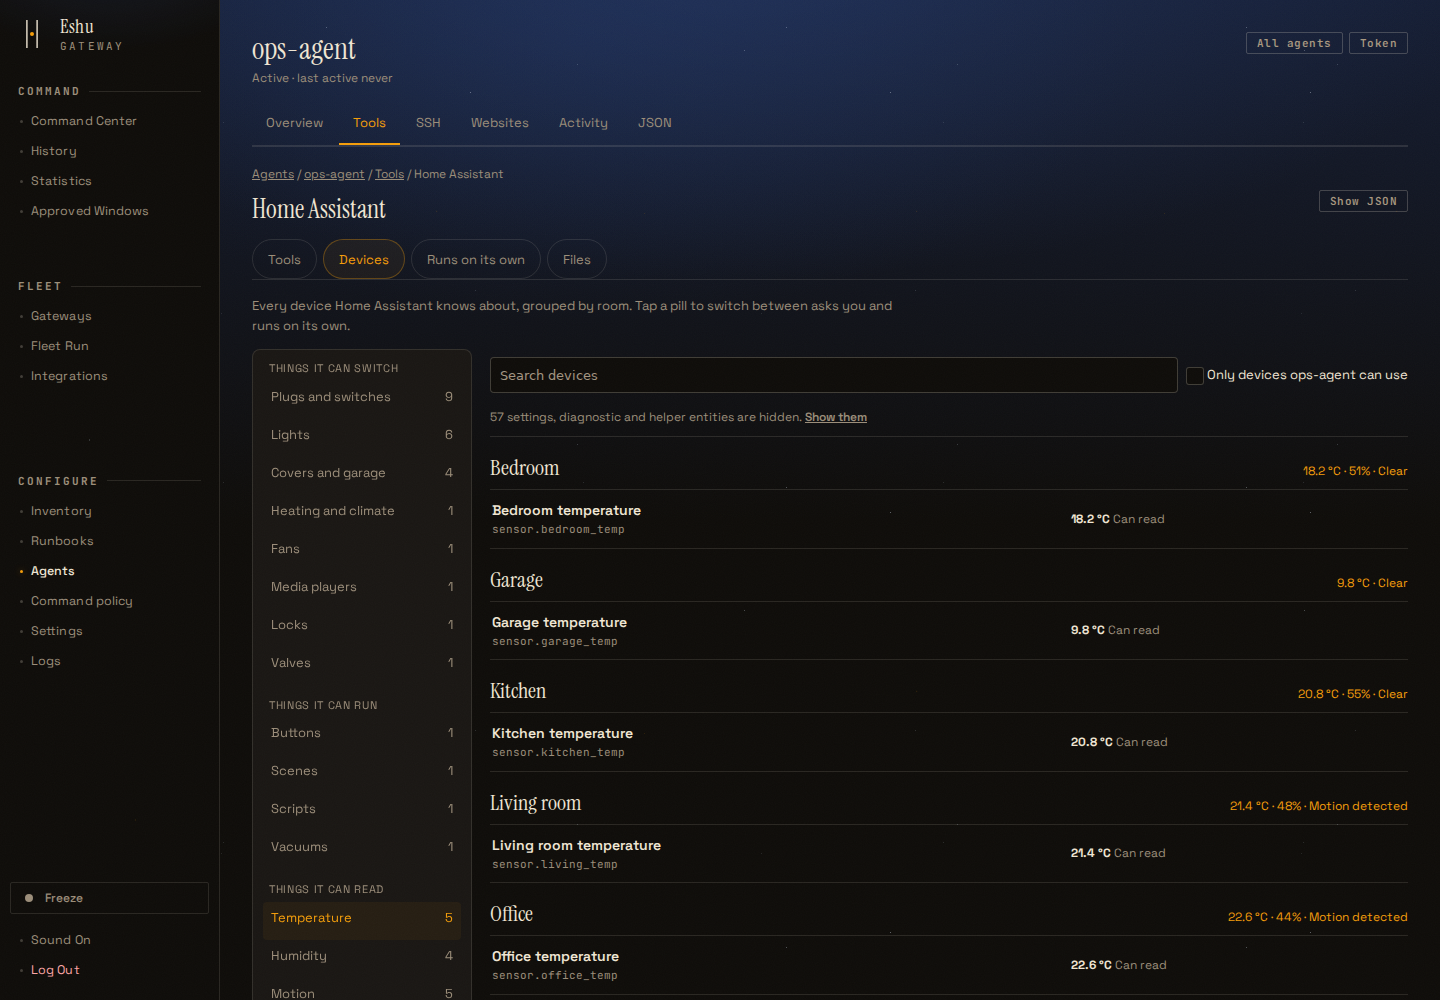 Eshu
GATEWAY
COMMAND
Command Center
History
Statistics
Approved Windows
FLEET
Gateways
Fleet Run
Integrations
CONFIGURE
Inventory
Runbooks
Agents
Command policy
Settings
Logs
Freeze
Sound On
Log Out
ops-agent
Active · last active never
All agents
Token
Overview
Tools
SSH
Websites
Activity
JSON
Agents / ops-agent / Tools / Home Assistant
Home Assistant
Show JSON
Tools
Devices
Runs on its own
Files
Every device Home Assistant knows about, grouped by room. Tap a pill to switch between asks you and
runs on its own.
THINGS IT CAN SWITCH
Plugs and switches 9
Lights 6
Covers and garage 4
Heating and climate 1
Fans 1
Media players 1
Locks 1
Valves 1
THINGS IT CAN RUN
Buttons 1
Scenes 1
Scripts 1
Vacuums 1
THINGS IT CAN READ
Temperature 5
Humidity 4
Motion 5
Search devices
Only devices ops-agent can use
57 settings, diagnostic and helper entities are hidden. Show them
Bedroom
18.2 °C · 51% · Clear
Bedroom temperature
sensor.bedroom_temp
18.2 °C Can read
Garage
9.8 °C · Clear
Garage temperature
sensor.garage_temp
9.8 °C Can read
Kitchen
20.8 °C · 55% · Clear
Kitchen temperature
sensor.kitchen_temp
20.8 °C Can read
Living room
21.4 °C · 48% · Motion detected
Living room temperature
sensor.living_temp
21.4 °C Can read
Office
22.6 °C · 44% · Motion detected
Office temperature
sensor.office_temp
22.6 °C Can read